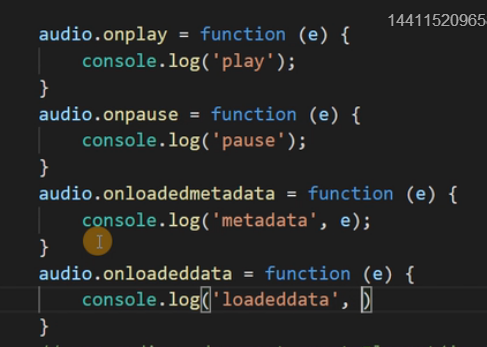 14411520965
audio.onplay = function (e) {
console.log('play');
}
audio.onpause = function (e) {
console.log('pause');
}
audio.onloadedmetadata = function (e) {
console.log('metadata', e);
}
audio.onloadeddata = function (e) {
console.log('loadeddata', )
}